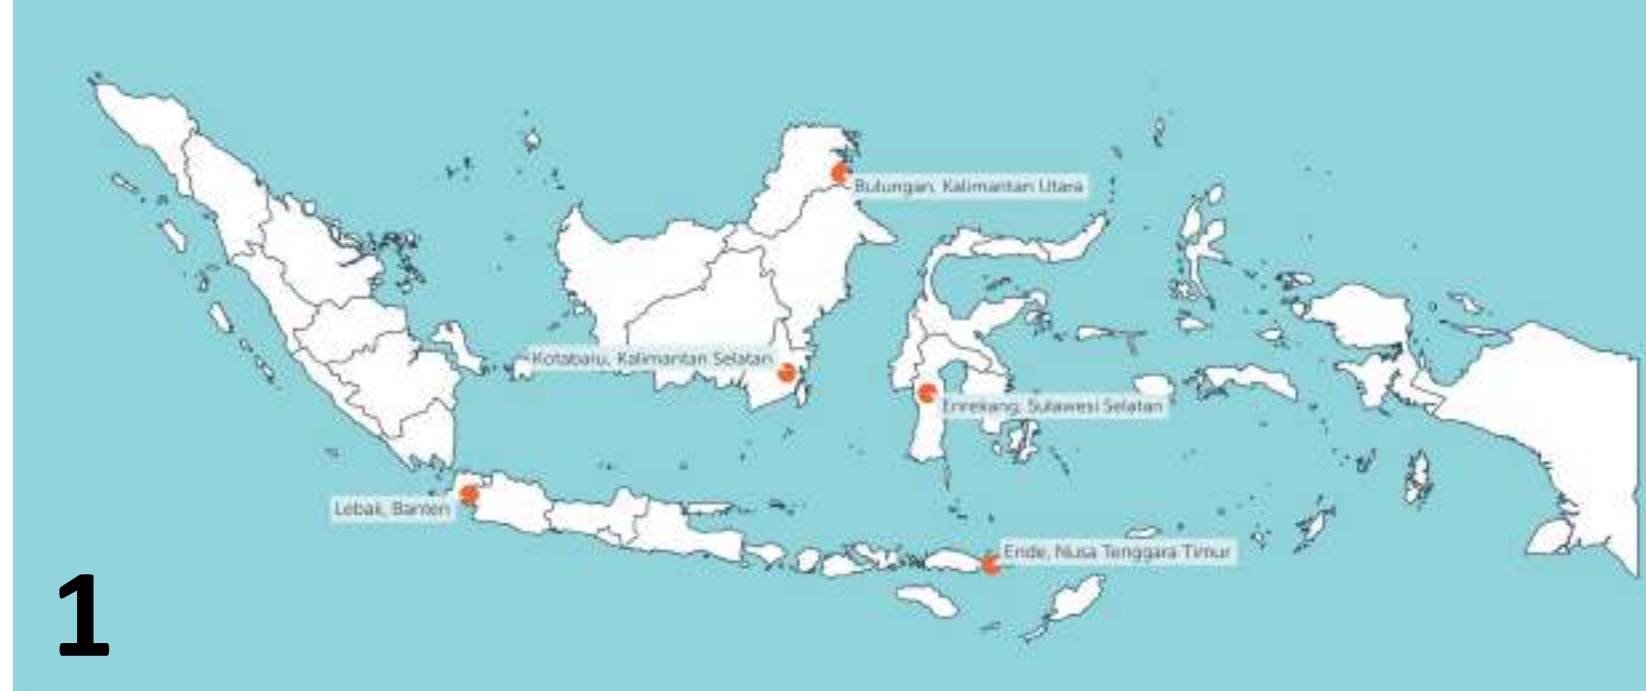 Bulungan, Kalimantan Utara
Kotabaru, Kalimantan Selatan
Enrekang, Sulawesi Selatan
Lebak, Banten
Ende, Nusa Tenggara Timur
1